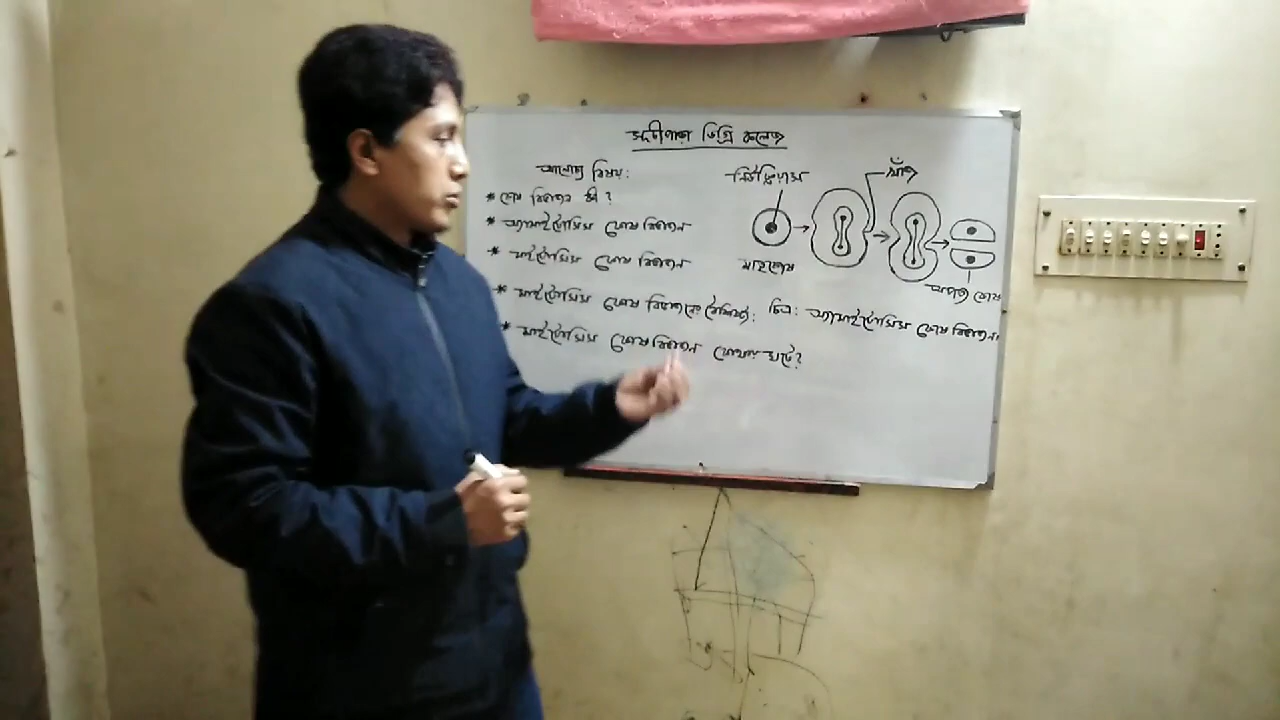 ডিগ্রি কলেজ
আলোচ্য বিষয়:
* কোষ বিভাজন কী?
* অ্যামাইটোসিস কোষ বিভাজন
* মাইটোসিস কোষ বিভাজন
* মাইটোসিস কোষ বিভাজনের বৈশিষ্ট্য:
* মাইটোসিস কোষ বিভাজন কোথায় ঘটে?
নিউক্লিয়াস
খাঁজ
মাতৃকোষ
অপত্য কোষ
চিত্র: অ্যামাইটোসিস কোষ বিভাজন।